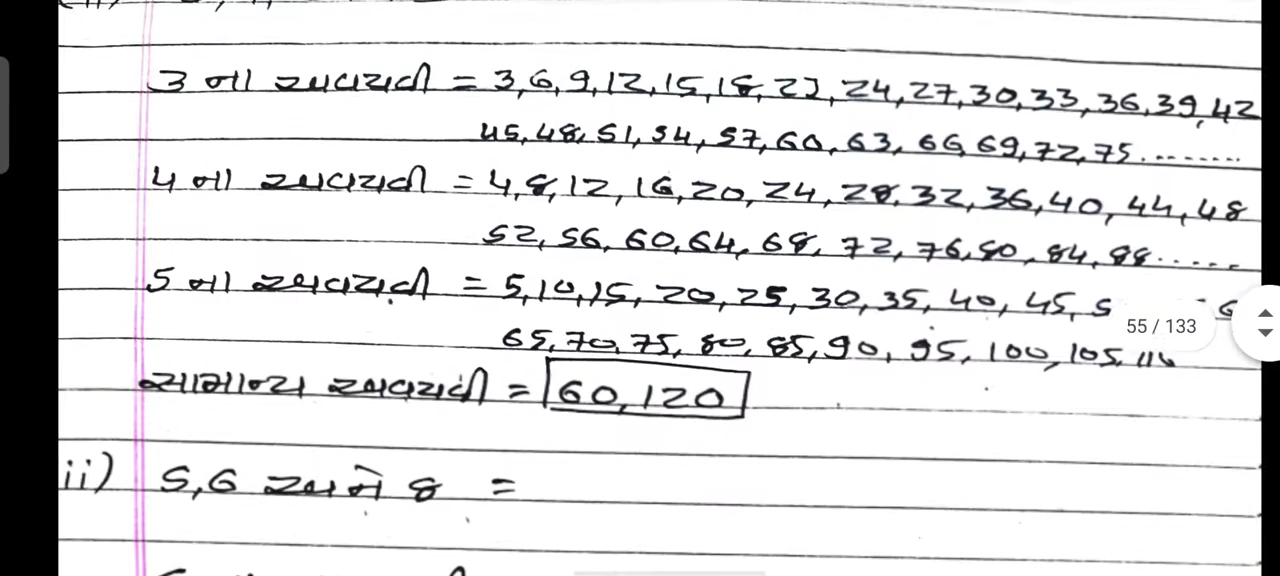 3 ના અવયવી = 3,6,9,12,15,18,21,24,27,30,33,36,39,42
45,48,51,54,57,60,63,66,69,72,75........
4 ના અવયવી = 4,8,12,16,20,24,28,32,36,40,44,48
52,56,60,64,68,72,76,80,84,88.....
5 ના અવયવી = 5,10,15,20,25,30,35,40,45,
55 / 133
65,70,75,80,85,90,95,100,105,110
સામાન્ય અવયવી = 60,120
ii) 5,6 અને 8 =